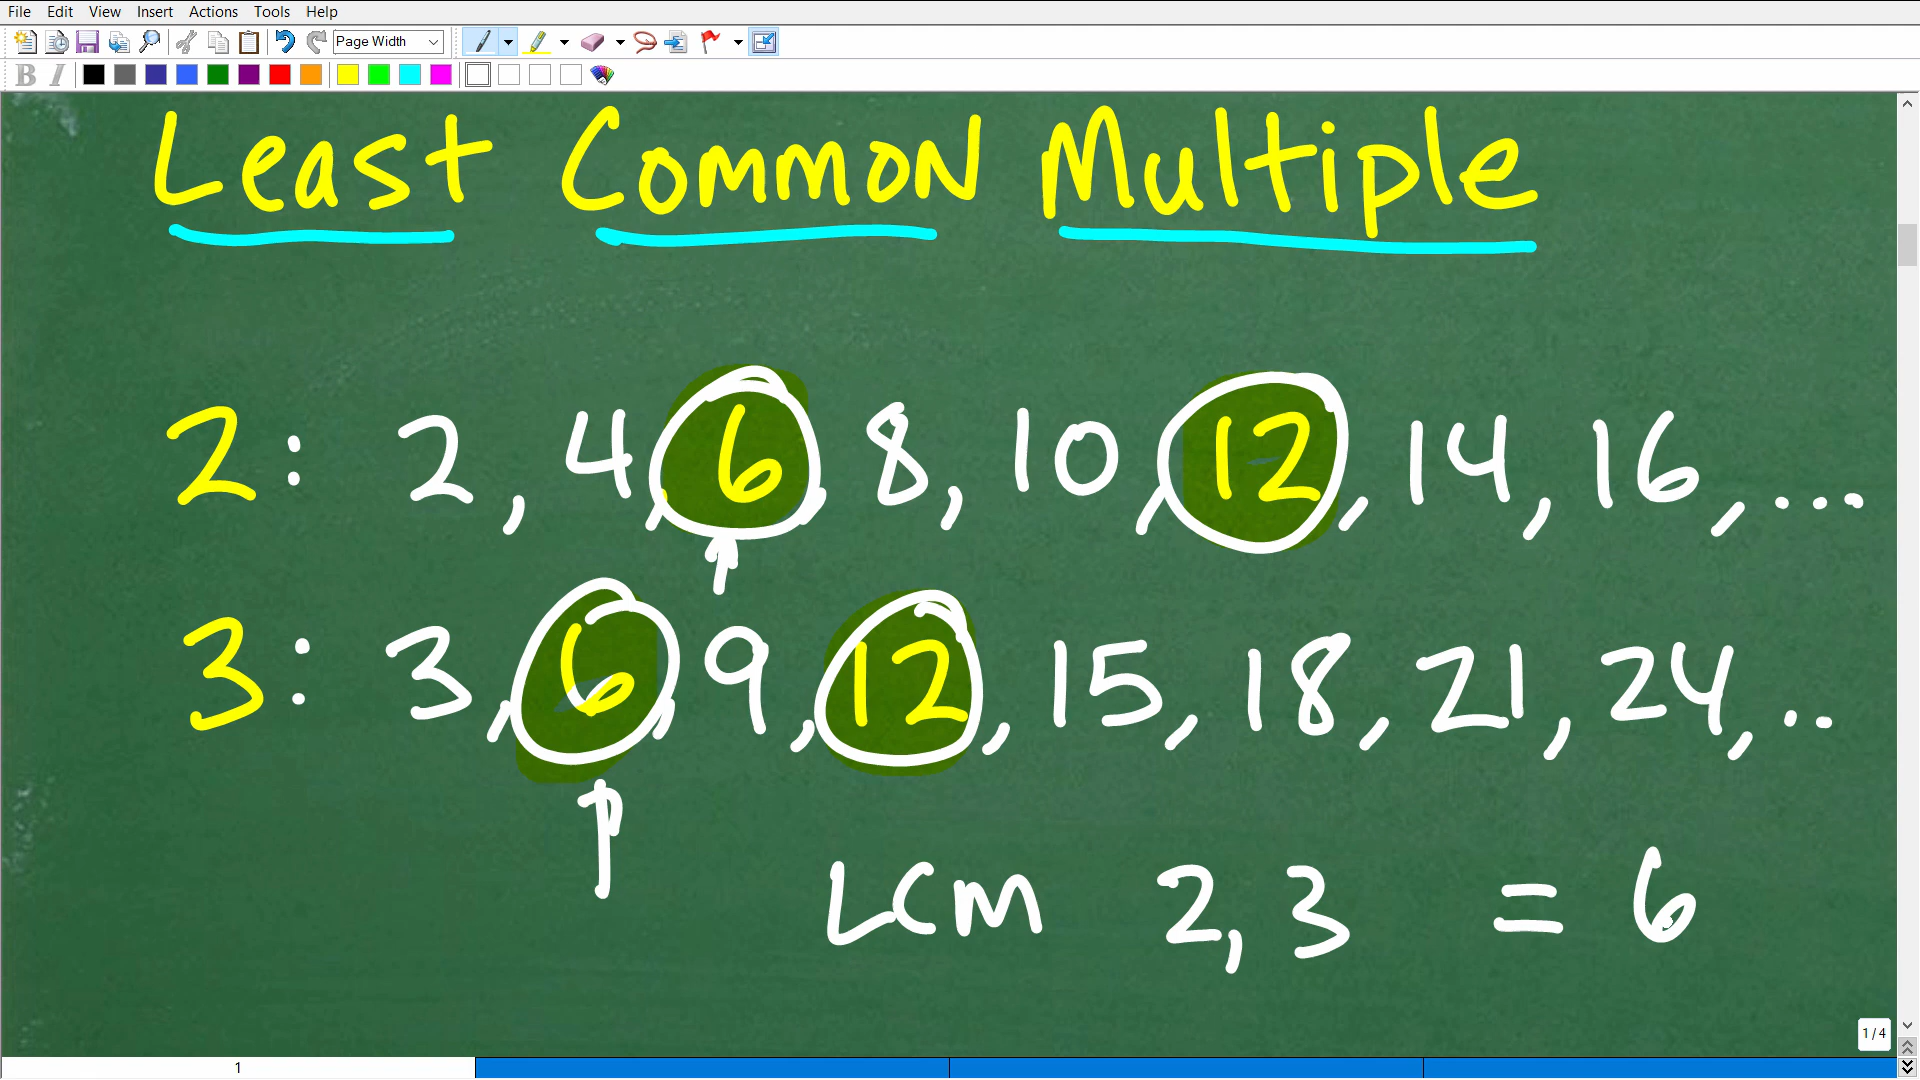 File Edit View Insert Actions Tools Help
Page Width
B I
Least Common Multiple
2: 2, 4, 6, 8, 10, 12, 14, 16, ...
3: 3, 6, 9, 12, 15, 18, 21, 24, ..
LCM 2,3 = 6
1 / 4
1